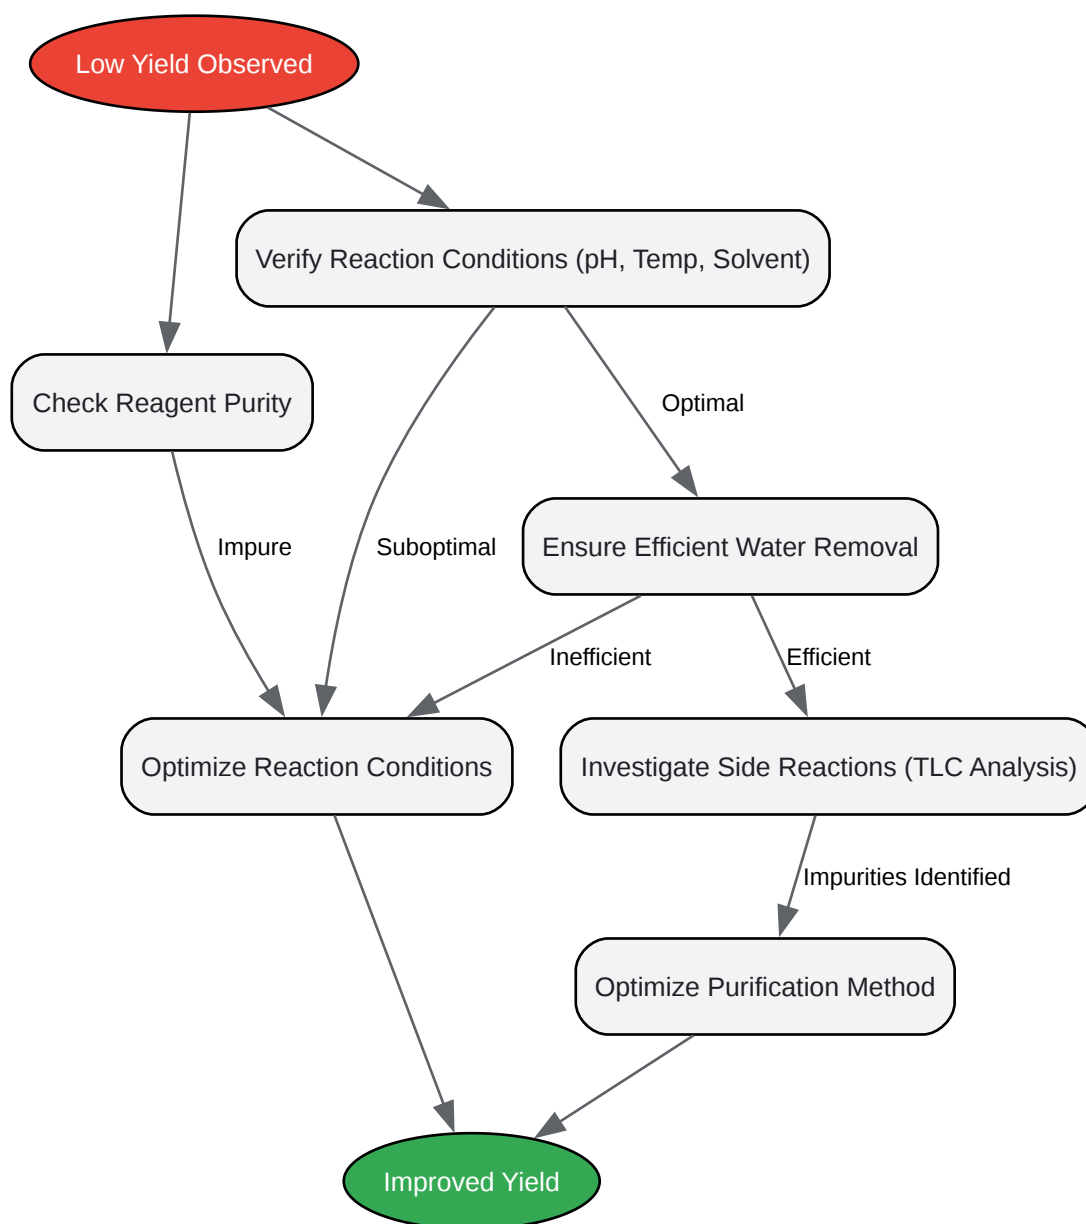 Low Yield Observed
Verify Reaction Conditions (pH, Temp, Solvent)
Check Reagent Purity
Optimal
Impure
Suboptimal
Ensure Efficient Water Removal
Inefficient
Efficient
Optimize Reaction Conditions
Investigate Side Reactions (TLC Analysis)
Impurities Identified
Optimize Purification Method
Improved Yield